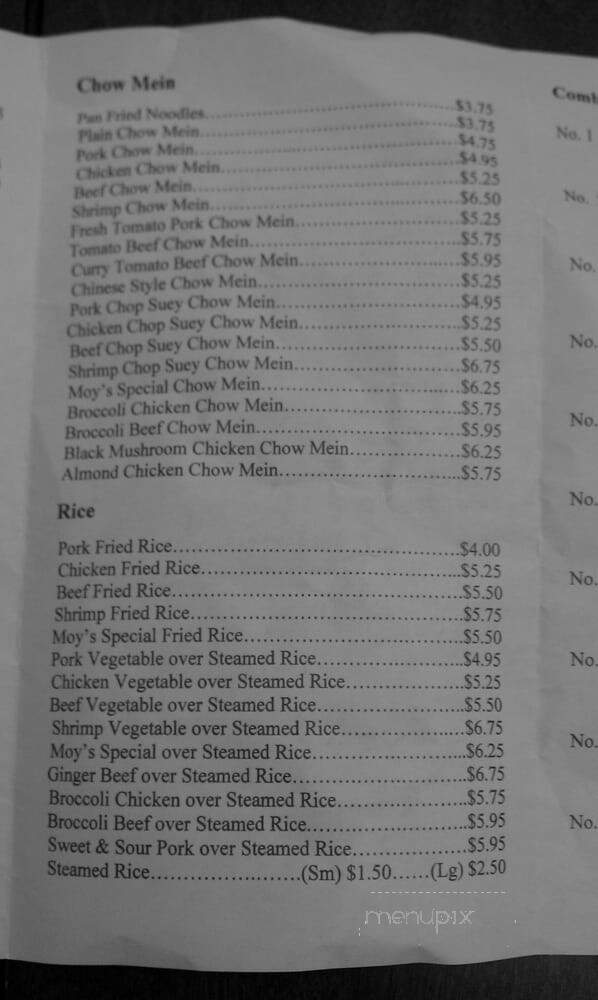 Chow Mein
Pan Fried Noodles..............................$3.75
Plain Chow Mein..............................$3.75
Pork Chow Mein..............................$4.75
Chicken Chow Mein..............................$4.95
Beef Chow Mein..............................$5.25
Shrimp Chow Mein..............................$6.50
Fresh Tomato Pork Chow Mein....................$5.25
Tomato Beef Chow Mein..............................$5.75
Curry Tomato Beef Chow Mein....................$5.95
Chinese Style Chow Mein..............................$5.25
Pork Chop Suey Chow Mein..............................$4.95
Chicken Chop Suey Chow Mein....................$5.25
Beef Chop Suey Chow Mein..............................$5.50
Shrimp Chop Suey Chow Mein....................$6.75
Moy's Special Chow Mein..............................$6.25
Broccoli Chicken Chow Mein....................$5.75
Broccoli Beef Chow Mein..............................$5.95
Black Mushroom Chicken Chow Mein..................$6.25
Almond Chicken Chow Mein..............................$5.75
Rice
Pork Fried Rice..............................$4.00
Chicken Fried Rice..............................$5.25
Beef Fried Rice..............................$5.50
Shrimp Fried Rice..............................$5.75
Moy's Special Fried Rice..............................$5.50
Pork Vegetable over Steamed Rice.......................$4.95
Chicken Vegetable over Steamed Rice...................$5.25
Beef Vegetable over Steamed Rice.......................$5.50
Shrimp Vegetable over Steamed Rice....................$6.75
Moy's Special over Steamed Rice.........................$6.25
Ginger Beef over Steamed Rice............................$6.75
Broccoli Chicken over Steamed Rice.....................$5.75
Broccoli Beef over Steamed Rice..........................$5.95
Sweet & Sour Pork over Steamed Rice...................$5.95
Steamed Rice........................(Sm) $1.50......(Lg) $2.50
No. 1
No.
No.
No.
No.
No.
No.
No.
No.
No.
menupix